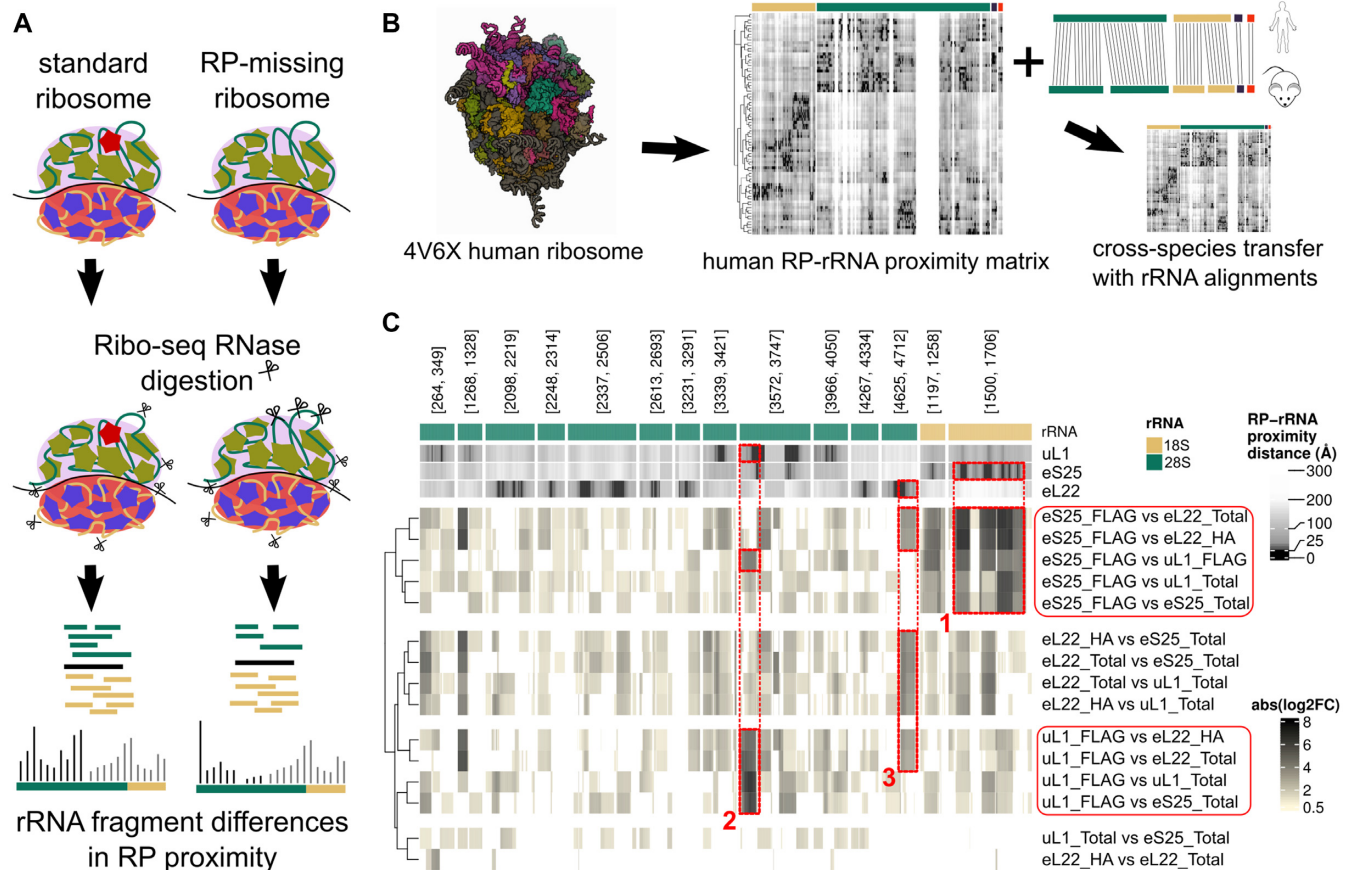 A
standard
ribosome
RP-missing
ribosome
Ribo-seq RNase
digestion
rRNA fragment differences
in RP proximity
B
4V6X human ribosome
human RP-rRNA proximity matrix
+
cross-species transfer
with rRNA alignments
C
[264, 349]
[1268, 1328]
[2098, 2219]
[2248, 2314]
[2337, 2506]
[2613, 2693]
[3231, 3291]
[3339, 3421]
[3572, 3747]
[3966, 4050]
[4267, 4334]
[4625, 4712]
[1197, 1258]
[1500, 1706]
rRNA
uL1
eS25
eL22
eS25_FLAG vs eL22_Total
eS25_FLAG vs eL22_HA
eS25_FLAG vs uL1_FLAG
eS25_FLAG vs uL1_Total
eS25_FLAG vs eS25_Total
1
eL22_HA vs eS25_Total
eL22_Total vs eS25_Total
eL22_Total vs uL1_Total
eL22_HA vs uL1_Total
uL1_FLAG vs eL22_HA
uL1_FLAG vs eL22_Total
uL1_FLAG vs uL1_Total
uL1_FLAG vs eS25_Total
3
2
uL1_Total vs eS25_Total
eL22_HA vs eL22_Total
rRNA
18S
28S
RP−rRNA
proximity
distance (Å)
300
200
100
25
0
abs(log2FC)
8
6
4
2
0.5